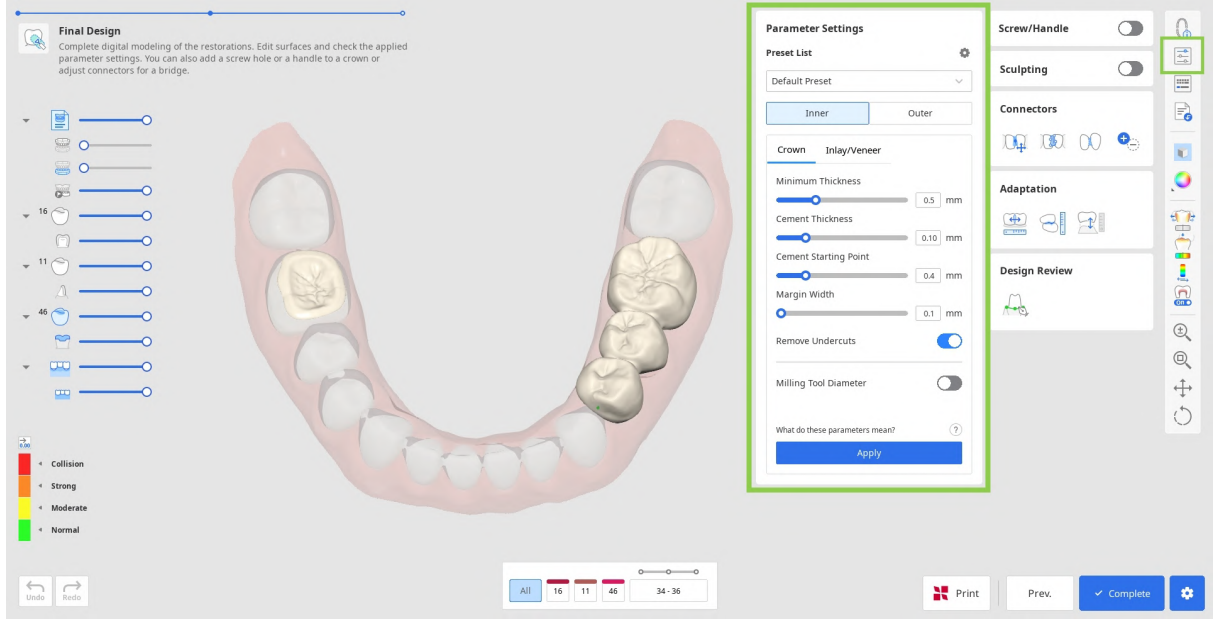 Final Design
Complete digital modeling of the restorations. Edit surfaces and check the applied
parameter settings. You can also add a screw hole or a handle to a crown or
adjust connectors for a bridge.
16
11
46
0.00
Collision
Strong
Moderate
Normal
Undo
Redo
All
16
11
46
34 - 36
Parameter Settings
Preset List
Default Preset
Inner
Outer
Crown
Inlay/Veneer
Minimum Thickness
0.5 mm
Cement Thickness
0.10 mm
Cement Starting Point
0.4 mm
Margin Width
0.1 mm
Remove Undercuts
Milling Tool Diameter
What do these parameters mean?
?
Apply
Screw/Handle
Sculpting
Connectors
Adaptation
Design Review
ON
Print
Prev.
Complete